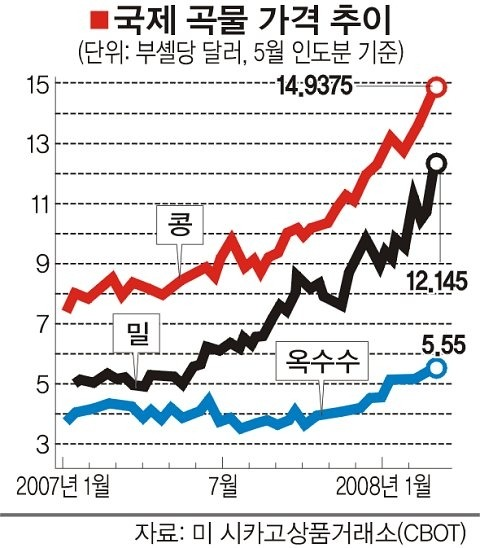 ■ 국제 곡물 가격 추이
(단위: 부셸당 달러, 5월 인도분 기준)
15
14.9375
13
11
콩
9
12.145
7
밀
5.55
옥수수
5
3
2007년 1월 7월 2008년 1월
자료: 미 시카고상품거래소(CBOT)